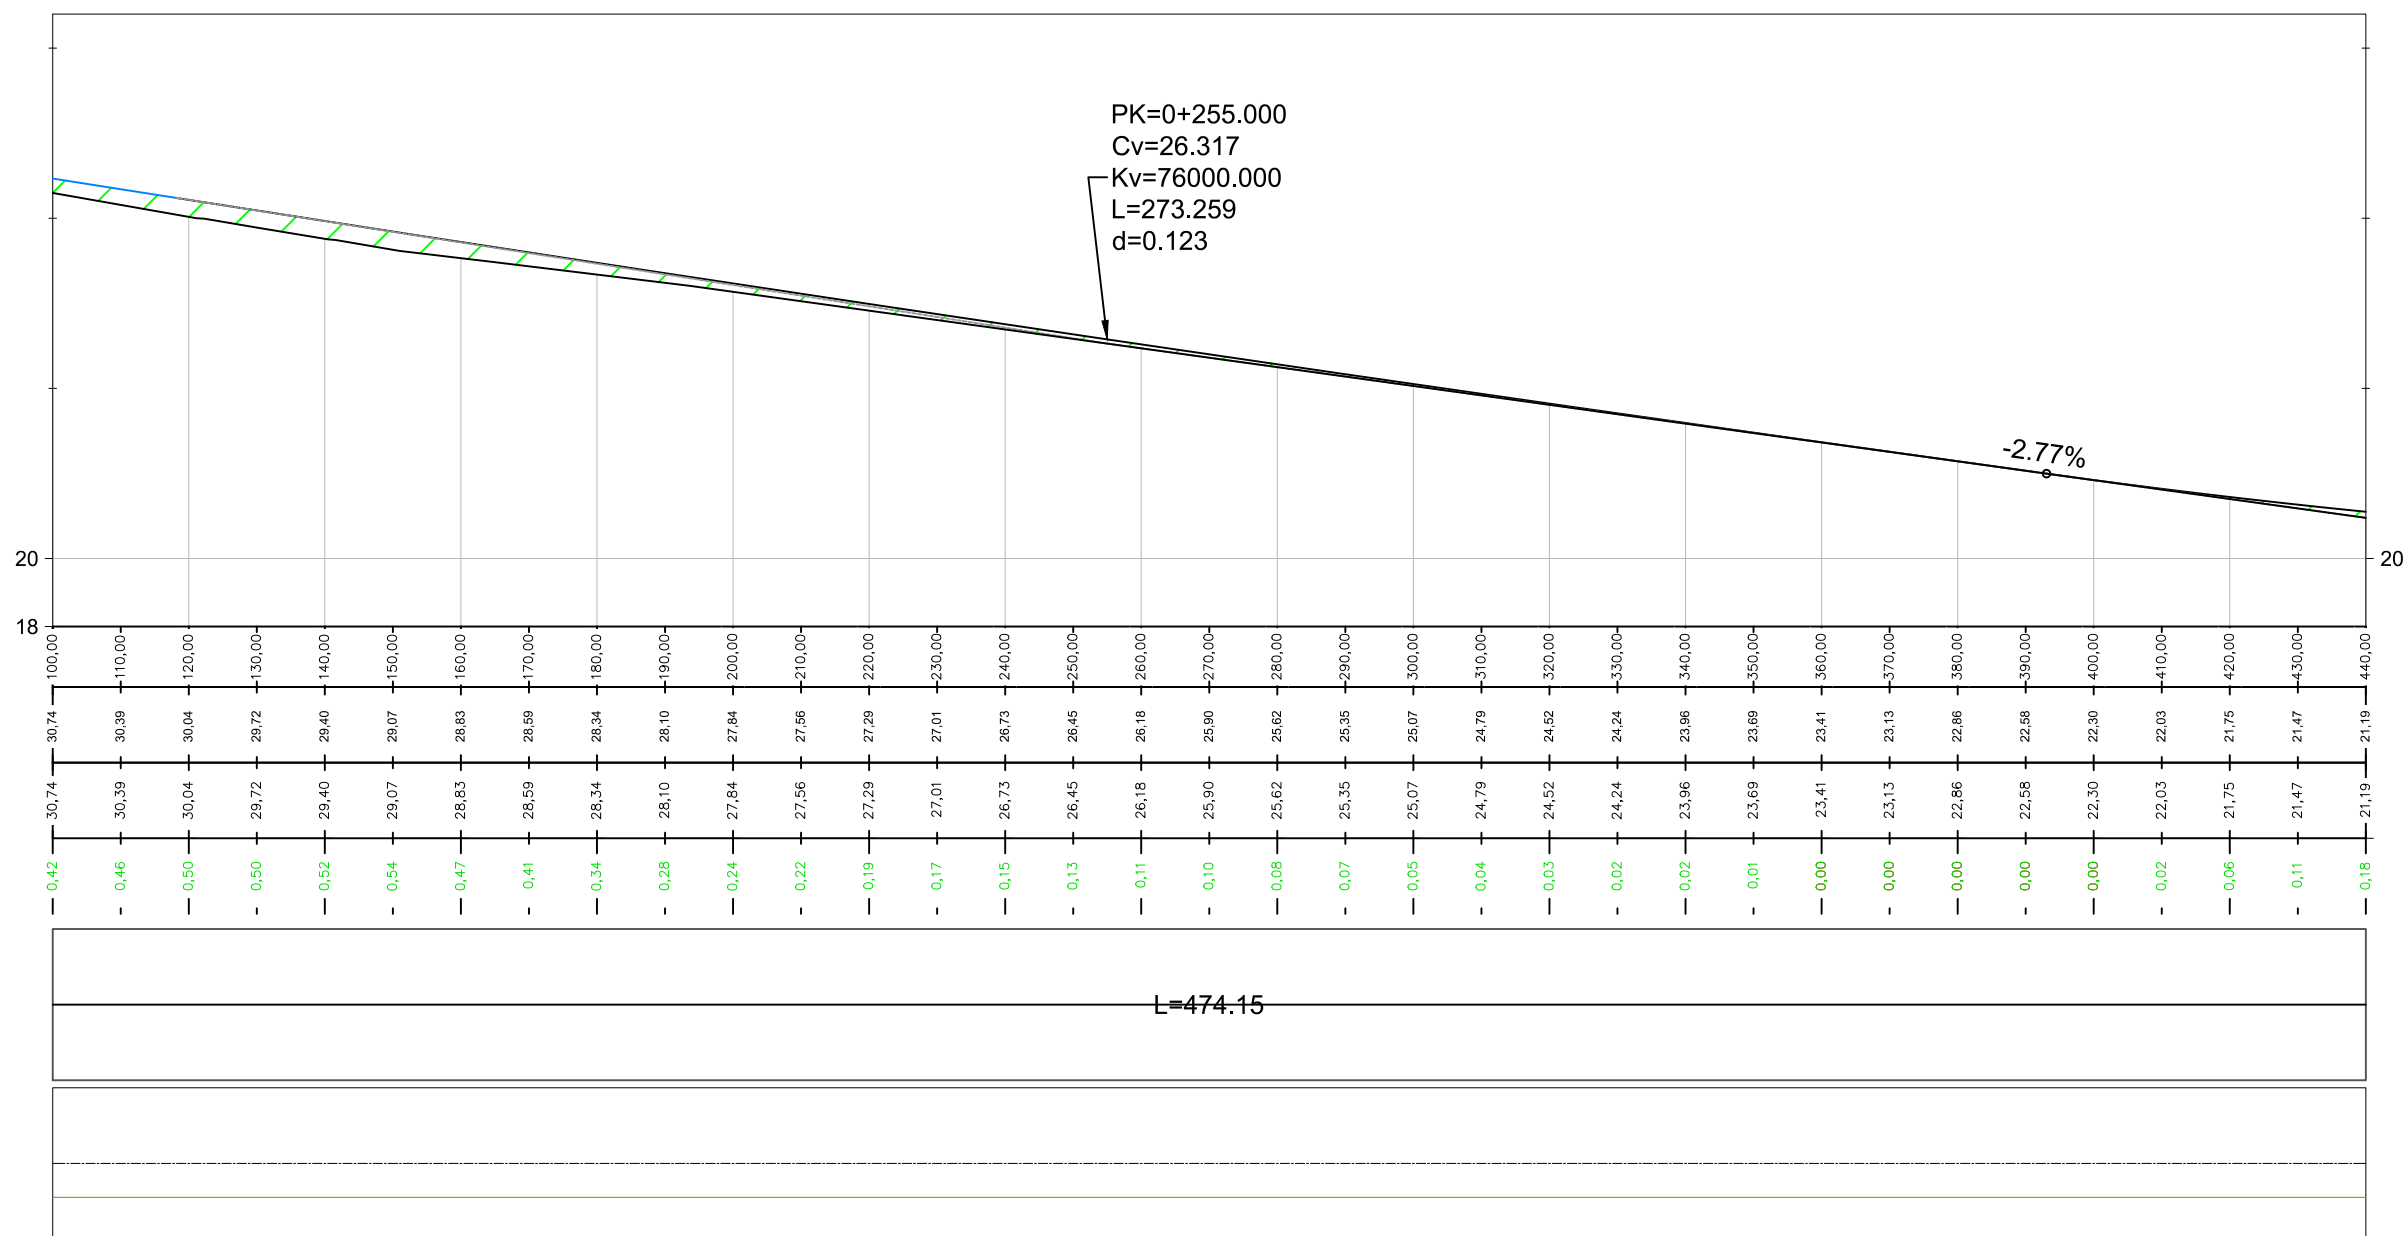 PK=0+255.000
Cv=26.317
Kv=76000.000
L=273.259
d=0.123
-2.77%
20 20
18
100,00 110,00 120,00 130,00 140,00 150,00 160,00 170,00 180,00 190,00 200,00 210,00 220,00 230,00 240,00 250,00 260,00 270,00 280,00 290,00 300,00 310,00 320,00 330,00 340,00 350,00 360,00 370,00 380,00 390,00 400,00 410,00 420,00 430,00 440,00
30,74 30,39 30,04 29,72 29,40 29,07 28,83 28,59 28,34 28,10 27,84 27,56 27,29 27,01 26,73 26,45 26,18 25,90 25,62 25,35 25,07 24,79 24,52 24,24 23,96 23,69 23,41 23,13 22,86 22,58 22,30 22,03 21,75 21,47 21,19
30,74 30,39 30,04 29,72 29,40 29,07 28,83 28,59 28,34 28,10 27,84 27,56 27,29 27,01 26,73 26,45 26,18 25,90 25,62 25,35 25,07 24,79 24,52 24,24 23,96 23,69 23,41 23,13 22,86 22,58 22,30 22,03 21,75 21,47 21,19
0,42 0,46 0,50 0,50 0,52 0,54 0,47 0,41 0,34 0,28 0,24 0,22 0,19 0,17 0,15 0,13 0,11 0,10 0,08 0,07 0,05 0,04 0,03 0,02 0,02 0,01 0,00 0,00 0,00 0,00 0,00 0,02 0,06 0,11 0,18
L=474.15